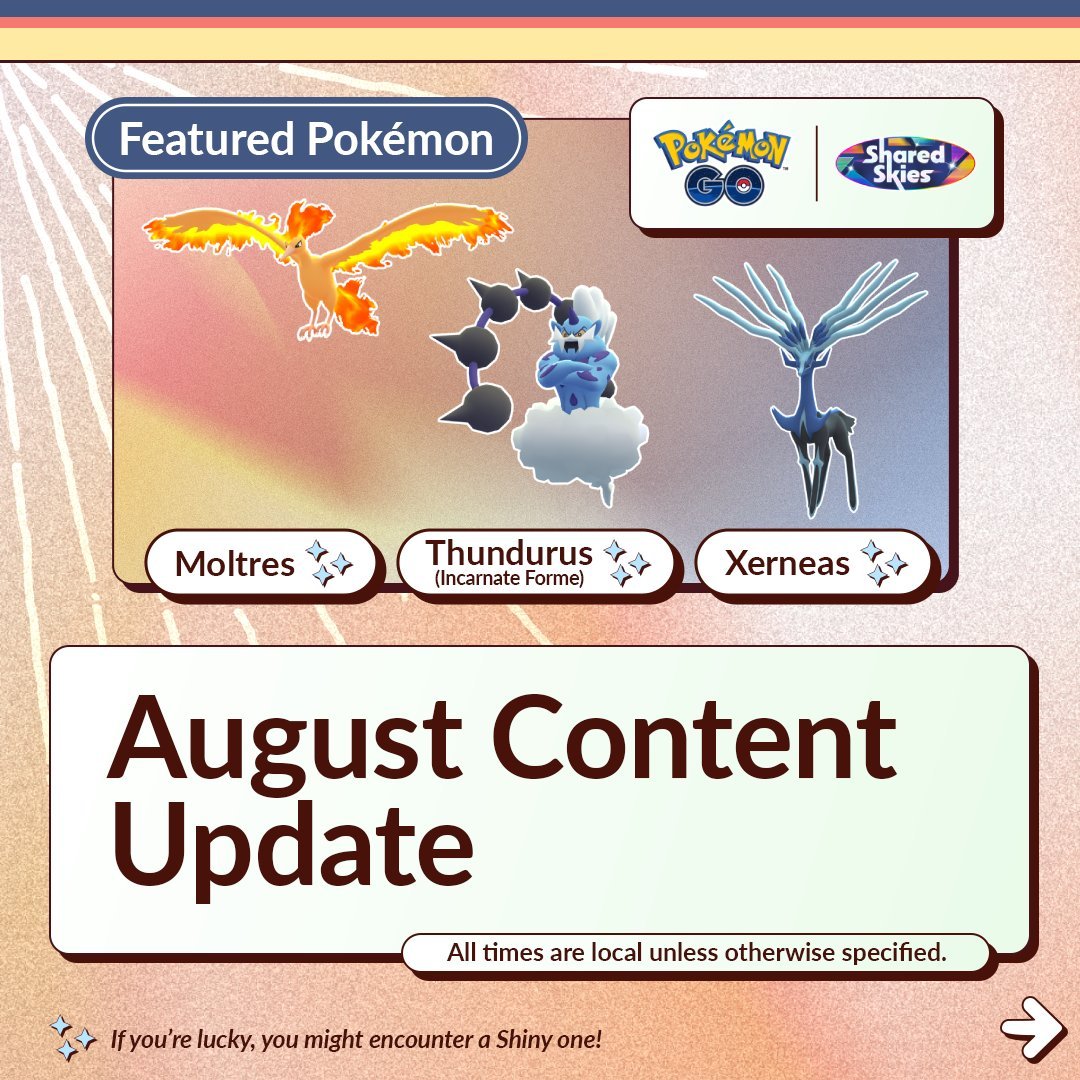 Featured Pokémon
POKÉMON
GO
Shared
Skies
Moltres
Thundurus
(Incarnate Forme)
Xerneas
August Content
Update
All times are local unless otherwise specified.
If you're lucky, you might encounter a Shiny one!